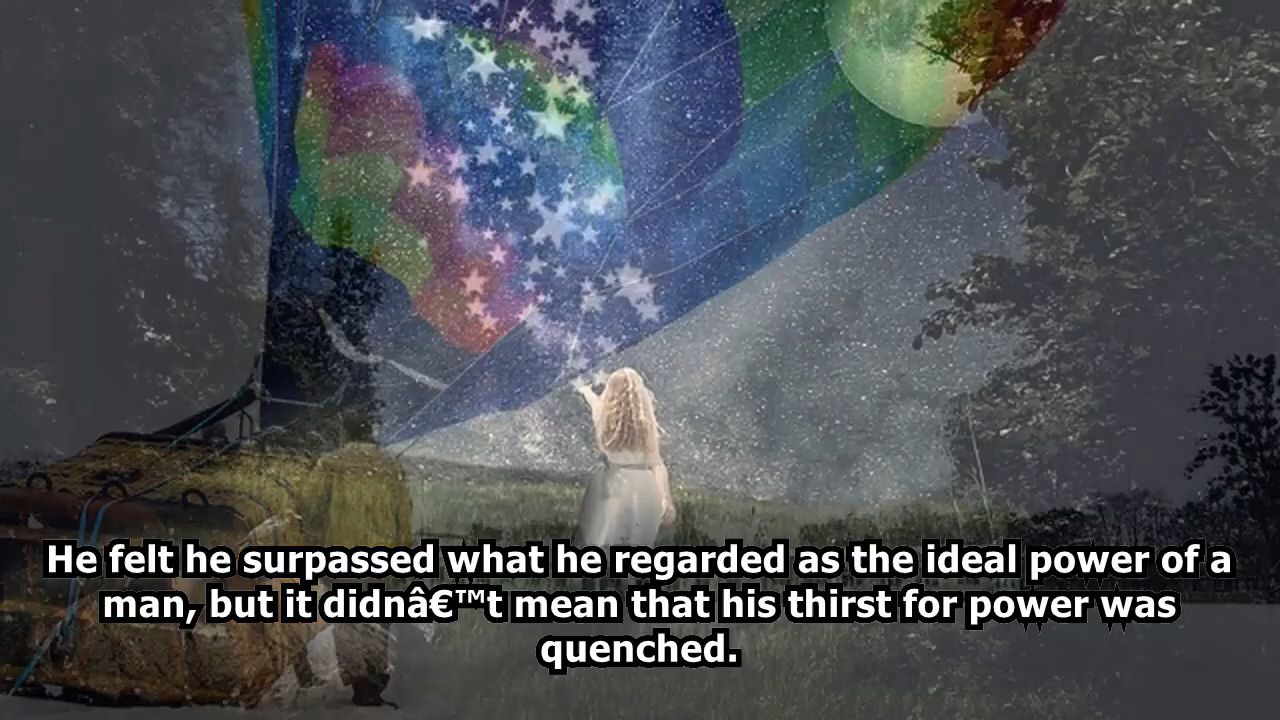 He felt he surpassed what he regarded as the ideal power of a
man, but it didnâ€™t mean that his thirst for power was
quenched.